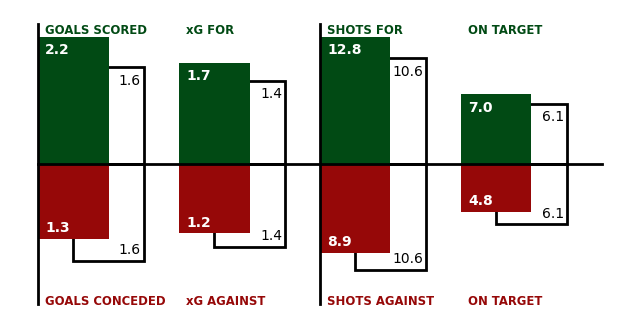 GOALS SCORED xG FOR SHOTS FOR ON TARGET
2.2 1.6 1.7 1.4 12.8 10.6 7.0 6.1
1.3 1.6 1.2 1.4 8.9 10.6 4.8 6.1
GOALS CONCEDED xG AGAINST SHOTS AGAINST ON TARGET